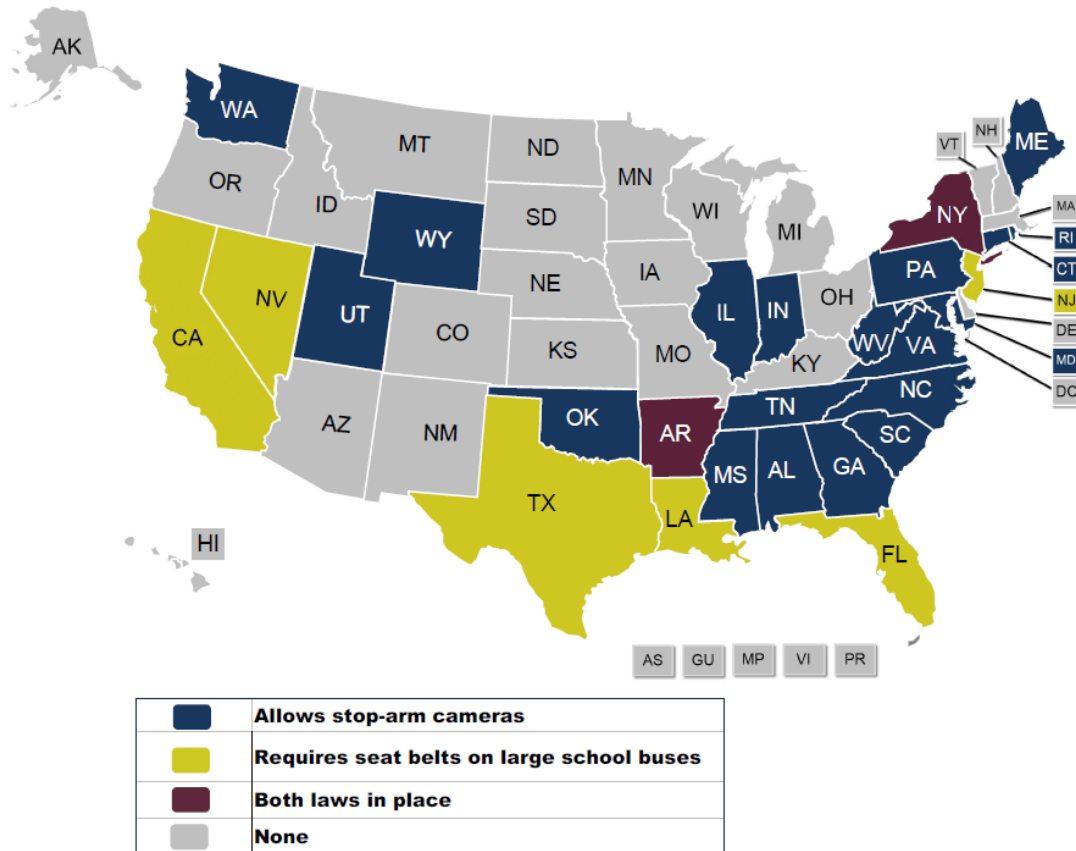 AK
WA
ME
NH
VT
MT
ND
MN
OR
ID
SD
WI
MI
NY
MA
RI
WY
CT
NJ
DE
MD
DC
IA
NE
PA
NV
UT
IL
IN
OH
CO
CA
KS
MO
WV
VA
KY
NC
TN
OK
AR
SC
AZ
NM
MS
AL
GA
TX
LA
FL
HI
AS
GU
MP
VI
PR
Allows stop-arm cameras
Requires seat belts on large school buses
Both laws in place
None